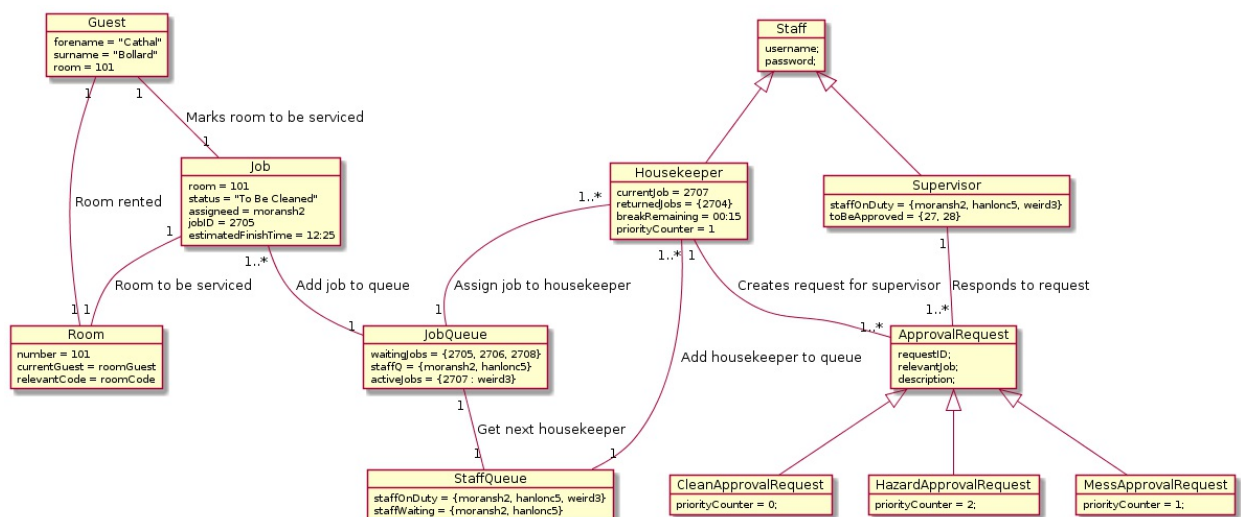 Guest
forename = "Cathal"
surname = "Bollard"
room = 101
Staff
username;
password;
1
1
Marks room to be serviced
1
Job
room = 101
status = "To Be Cleaned"
assigneed = moransh2
jobID = 2705
estimatedFinishTime = 12:25
Housekeeper
currentJob = 2707
returnedJobs = {2704}
breakRemaining = 00:15
priorityCounter = 1
Supervisor
staffOnDuty = {moransh2, hanlonc5, weird3}
toBeApproved = {27, 28}
Room rented
1..*
1
1..*
1..*
1
1
Room to be serviced
Add job to queue
Assign job to housekeeper
Creates request for supervisor
Responds to request
1
1
1
1
1..*
1..*
Room
number = 101
currentGuest = roomGuest
relevantCode = roomCode
JobQueue
waitingJobs = {2705, 2706, 2708}
staffQ = {moransh2, hanlonc5}
activeJobs = {2707 : weird3}
Add housekeeper to queue
ApprovalRequest
requestID;
relevantJob;
description;
1
Get next housekeeper
1
1
StaffQueue
staffOnDuty = {moransh2, hanlonc5, weird3}
staffWaiting = {moransh2, hanlonc5}
CleanApprovalRequest
priorityCounter = 0;
HazardApprovalRequest
priorityCounter = 2;
MessApprovalRequest
priorityCounter = 1;